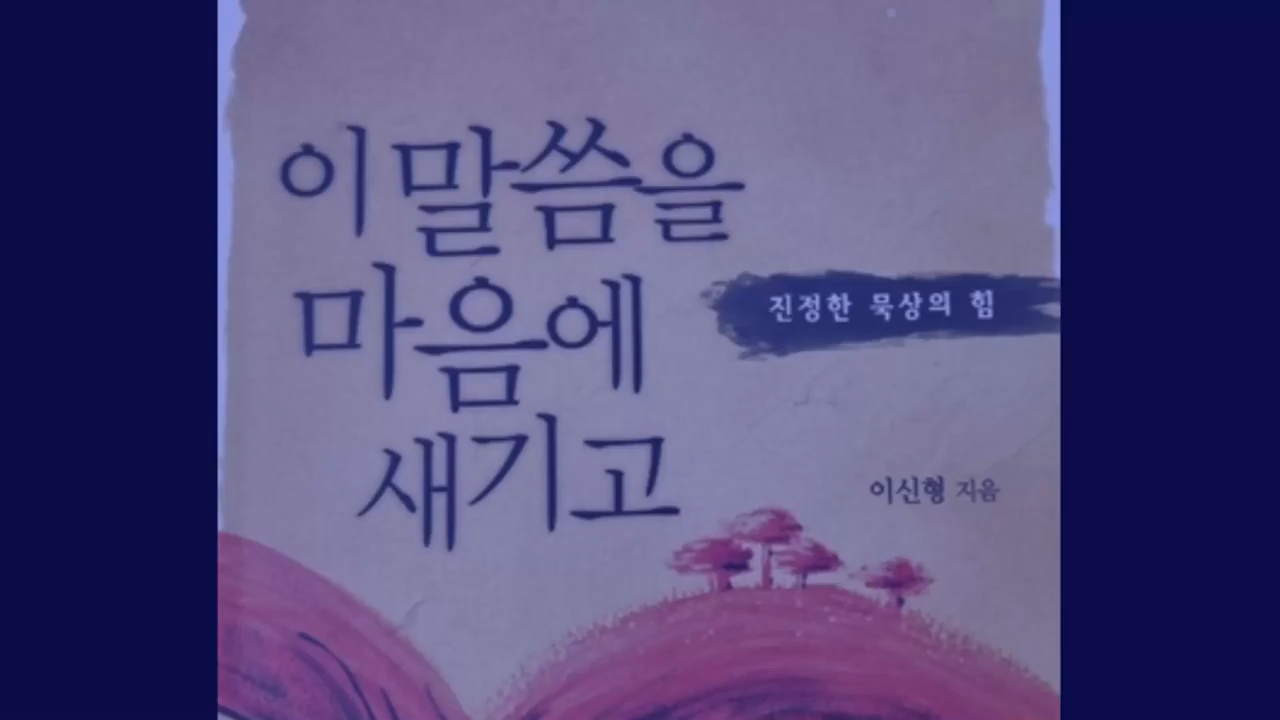 이 말씀을
마음에
새기고
진정한 묵상의 힘
이신형 지음